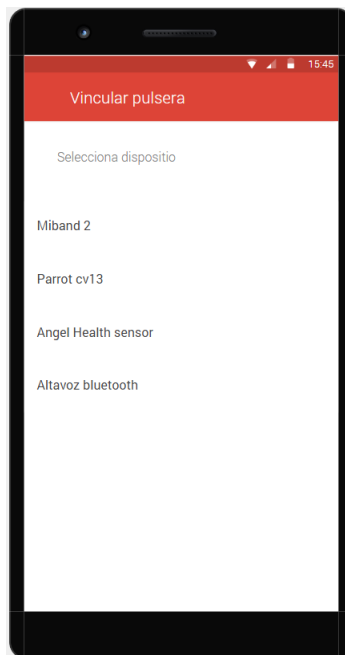 15:45
Vincular pulsera
Selecciona dispositio
Miband 2
Parrot cv13
Angel Health sensor
Altavoz bluetooth